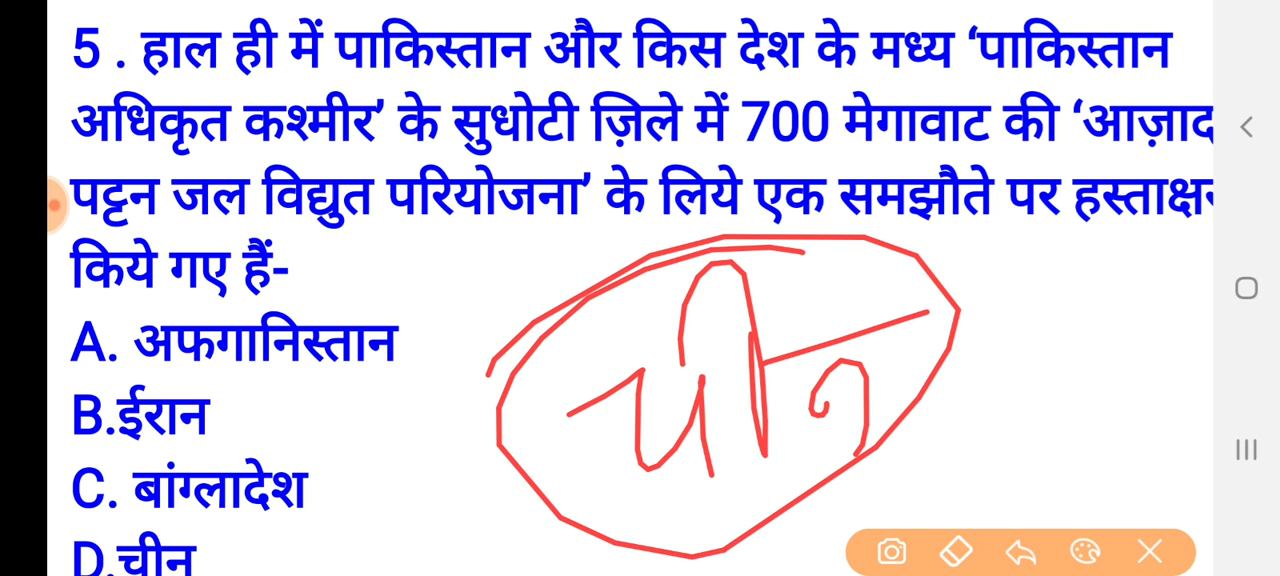 5 . हाल ही में पाकिस्तान और किस देश के मध्य ‘पाकिस्तान
अधिकृत कश्मीर’ के सुधोटी ज़िले में 700 मेगावाट की ‘आज़ाद
पट्टन जल विद्युत परियोजना’ के लिये एक समझौते पर हस्ताक्षर
किये गए हैं-
A. अफगानिस्तान
B.ईरान
C. बांग्लादेश
D.चीन
चीन